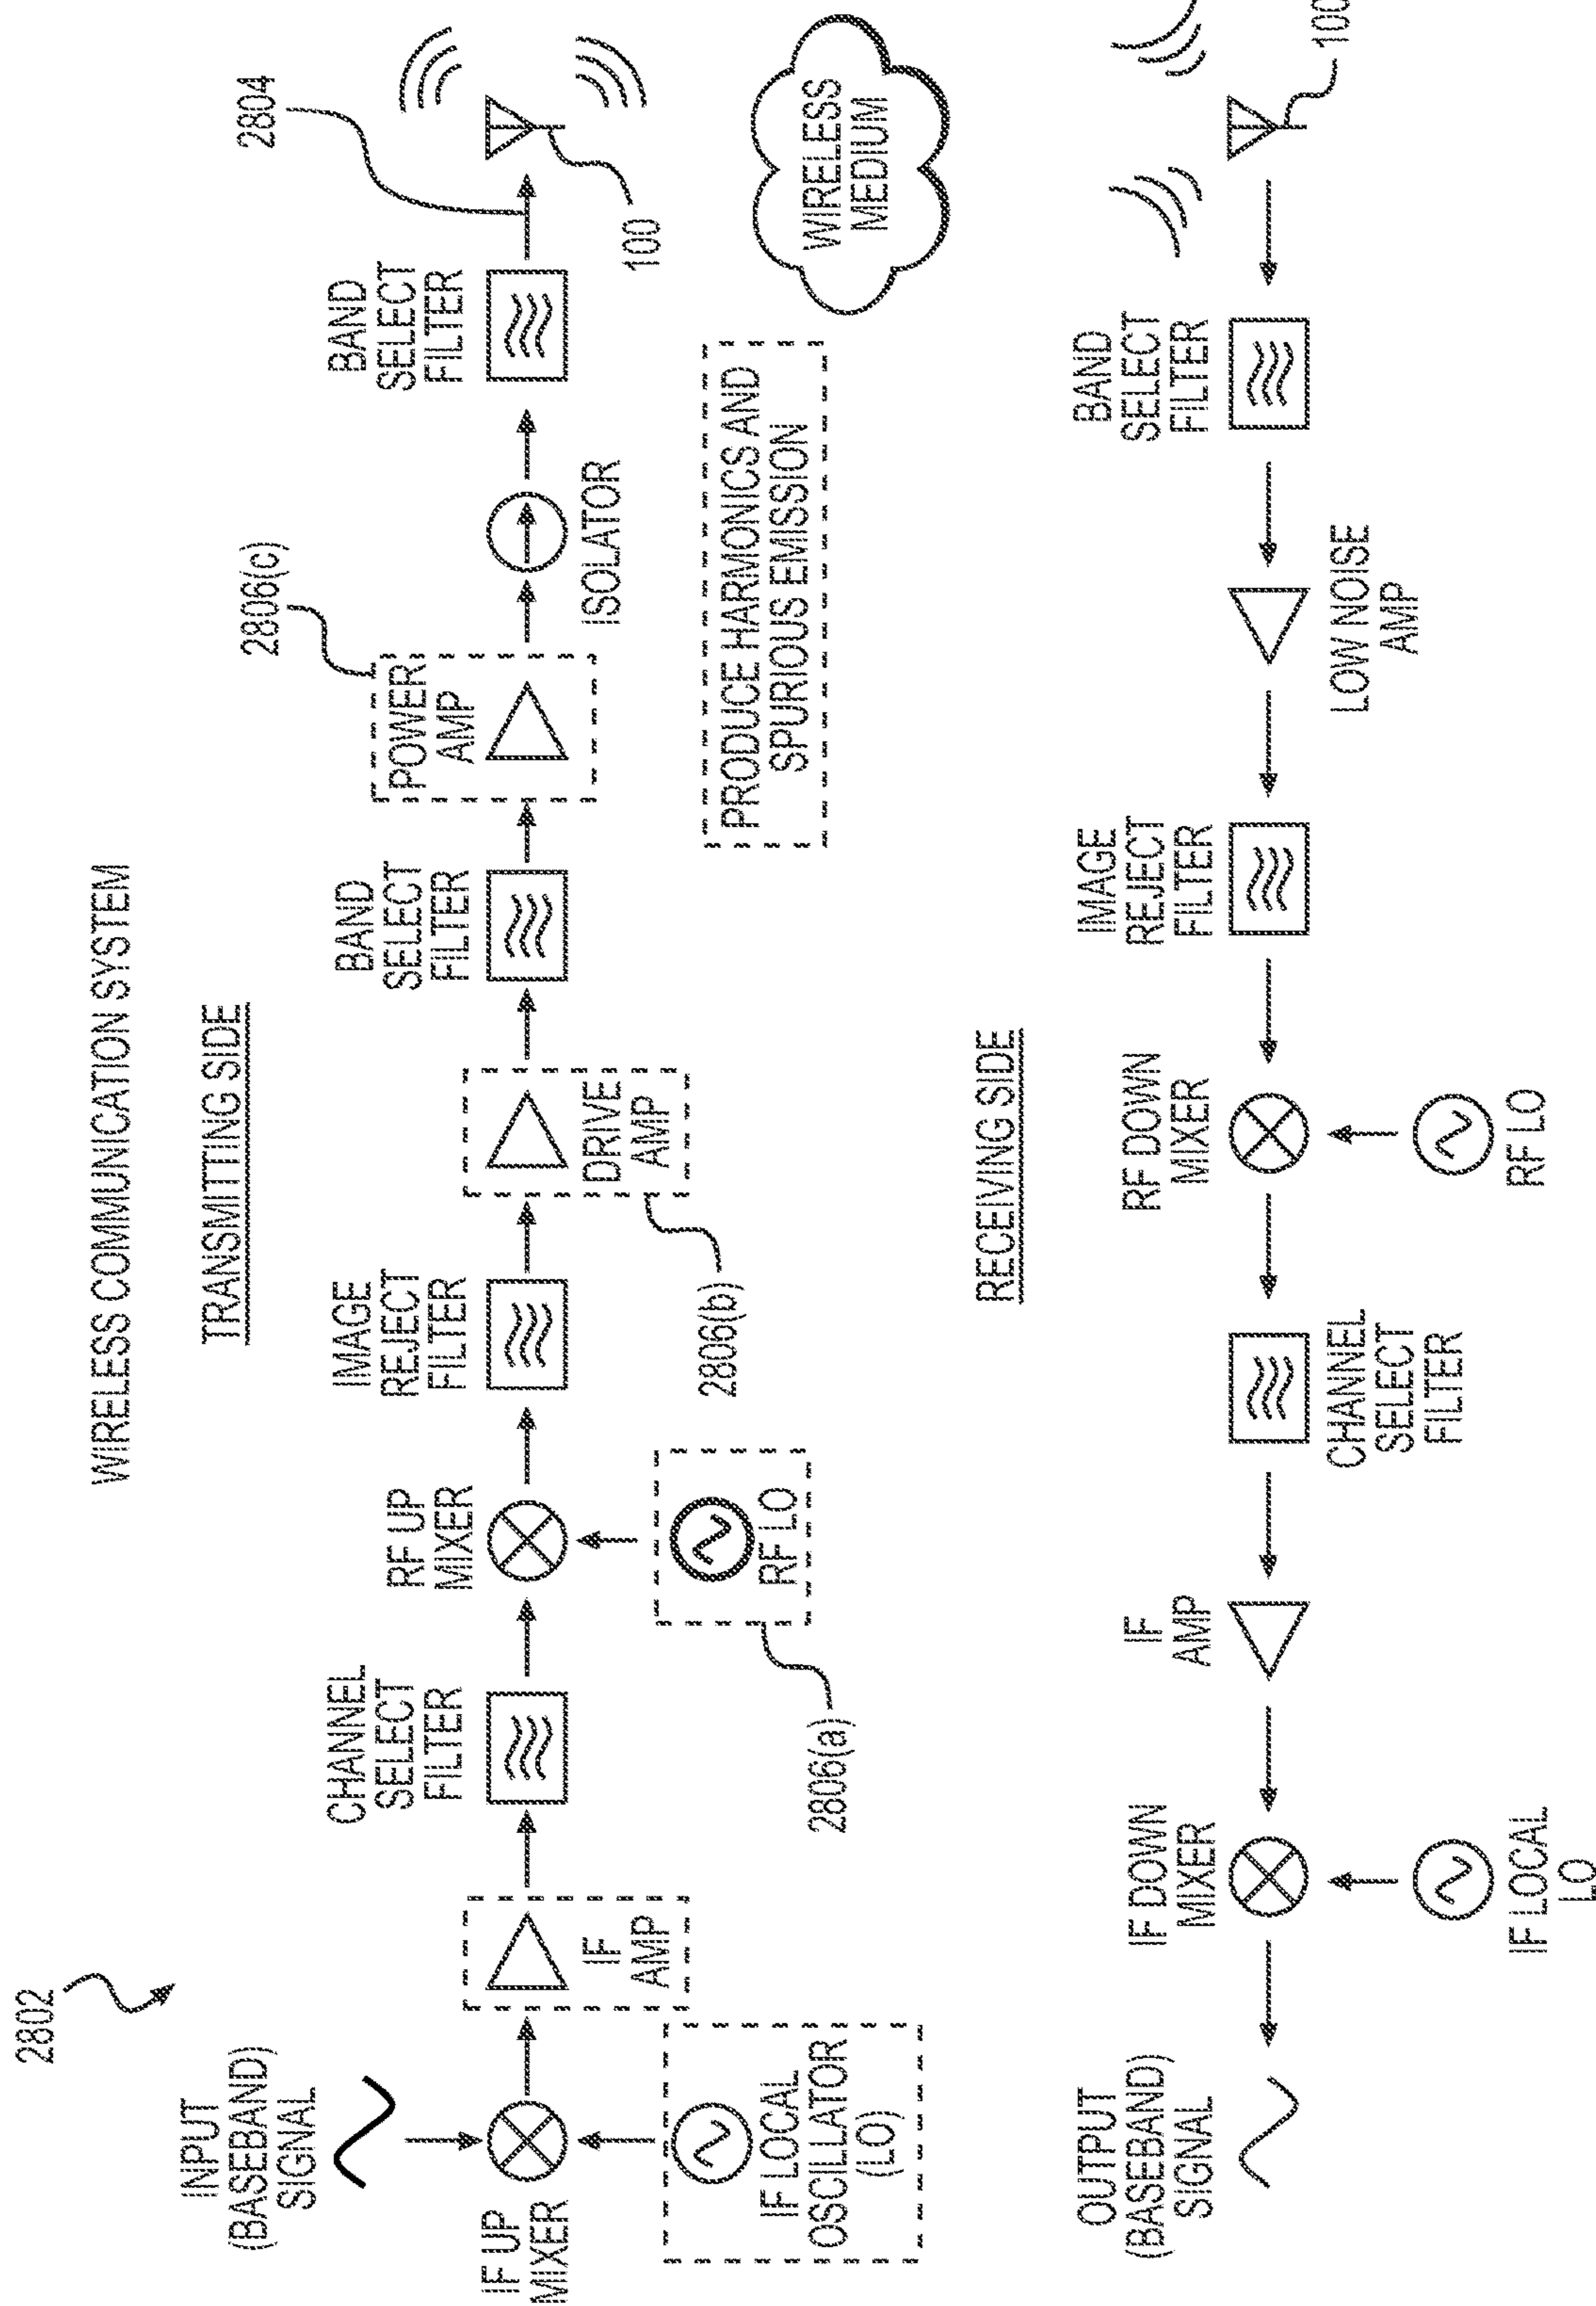 WIRELESS COMMUNICATION SYSTEM
2802
TRANSMITTING SIDE
INPUT
(BASEBAND)
SIGNAL
IF UP
MIXER
IF LOCAL
OSCILLATOR
(LO)
IF
AMP
CHANNEL
SELECT
FILTER
RF UP
MIXER
RF LO
2806(a)
IMAGE
REJECT
FILTER
DRIVE
AMP
2806(b)
BAND
SELECT
FILTER
POWER
AMP
2806(c)
ISOLATOR
BAND
SELECT
FILTER
2804
100
PRODUCE HARMONICS AND
SPURIOUS EMISSION
WIRELESS
MEDIUM
RECEIVING SIDE
OUTPUT
(BASEBAND)
SIGNAL
IF DOWN
MIXER
IF LOCAL
LO
IF
AMP
CHANNEL
SELECT
FILTER
RF DOWN
MIXER
RF LO
IMAGE
REJECT
FILTER
LOW NOISE
AMP
BAND
SELECT
FILTER
100